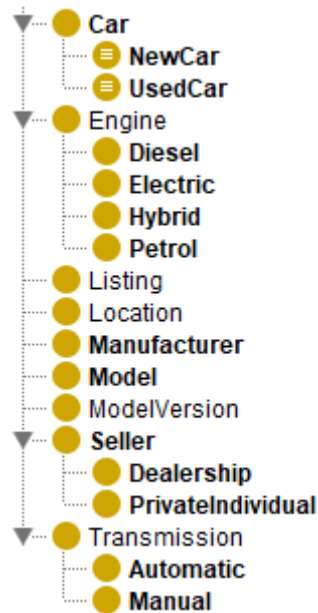 Car
NewCar
UsedCar
Engine
Diesel
Electric
Hybrid
Petrol
Listing
Location
Manufacturer
Model
ModelVersion
Seller
Dealership
PrivateIndividual
Transmission
Automatic
Manual